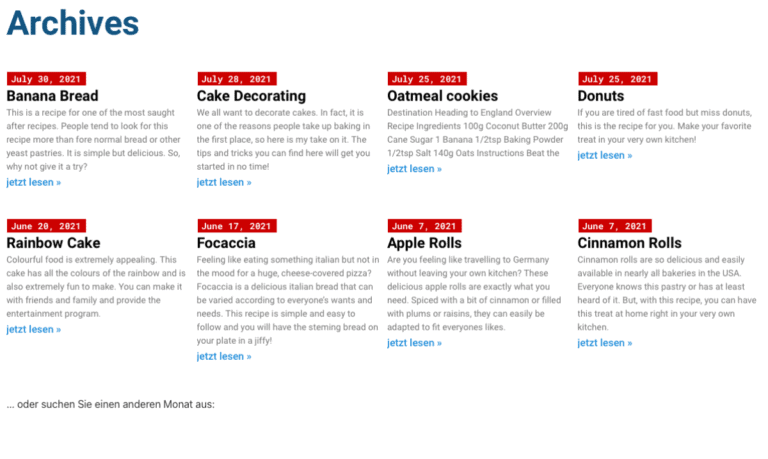 Archives
July 30, 2021
Banana Bread
This is a recipe for one of the most saught
after recipes. People tend to look for this
recipe more than fore normal bread or other
yeast pastries. It is simple but delicious. So,
why not give it a try?
jetzt lesen »
July 28, 2021
Cake Decorating
We all want to decorate cakes. In fact, it is
one of the reasons people take up baking in
the first place, so here is my take on it. The
tips and tricks you can find here will get you
started in no time!
jetzt lesen »
July 25, 2021
Oatmeal cookies
Destination Heading to England Overview
Recipe Ingredients 100g Coconut Butter 200g
Cane Sugar 1 Banana 1/2tsp Baking Powder
1/2tsp Salt 140g Oats Instructions Beat the
jetzt lesen »
July 25, 2021
Donuts
If you are tired of fast food but miss donuts,
this is the recipe for you. Make your favorite
treat in your very own kitchen!
jetzt lesen »
June 20, 2021
Rainbow Cake
Colourful food is extremely appealing. This
cake has all the colours of the rainbow and is
also extremely fun to make. You can make it
with friends and family and provide the
entertainment program.
jetzt lesen »
June 17, 2021
Focaccia
Feeling like eating something italian but not in
the mood for a huge, cheese-covered pizza?
Focaccia is a delicious italian bread that can
be varied according to everyone's wants and
needs. This recipe is simple and easy to
follow and you will have the steming bread on
your plate in a jiffy!
jetzt lesen »
June 7, 2021
Apple Rolls
Are you feeling like travelling to Germany
without leaving your own kitchen? These
delicious apple rolls are exactly what you
need. Spiced with a bit of cinnamon or filled
with plums or raisins, they can easily be
adapted to fit everyones likes.
jetzt lesen »
June 7, 2021
Cinnamon Rolls
Cinnamon rolls are so delicious and easily
available in nearly all bakeries in the USA.
Everyone knows this pastry or has at least
heard of it. But, with this recipe, you can have
this treat at home right in your very own
kitchen.
jetzt lesen »
... oder suchen Sie einen anderen Monat aus: